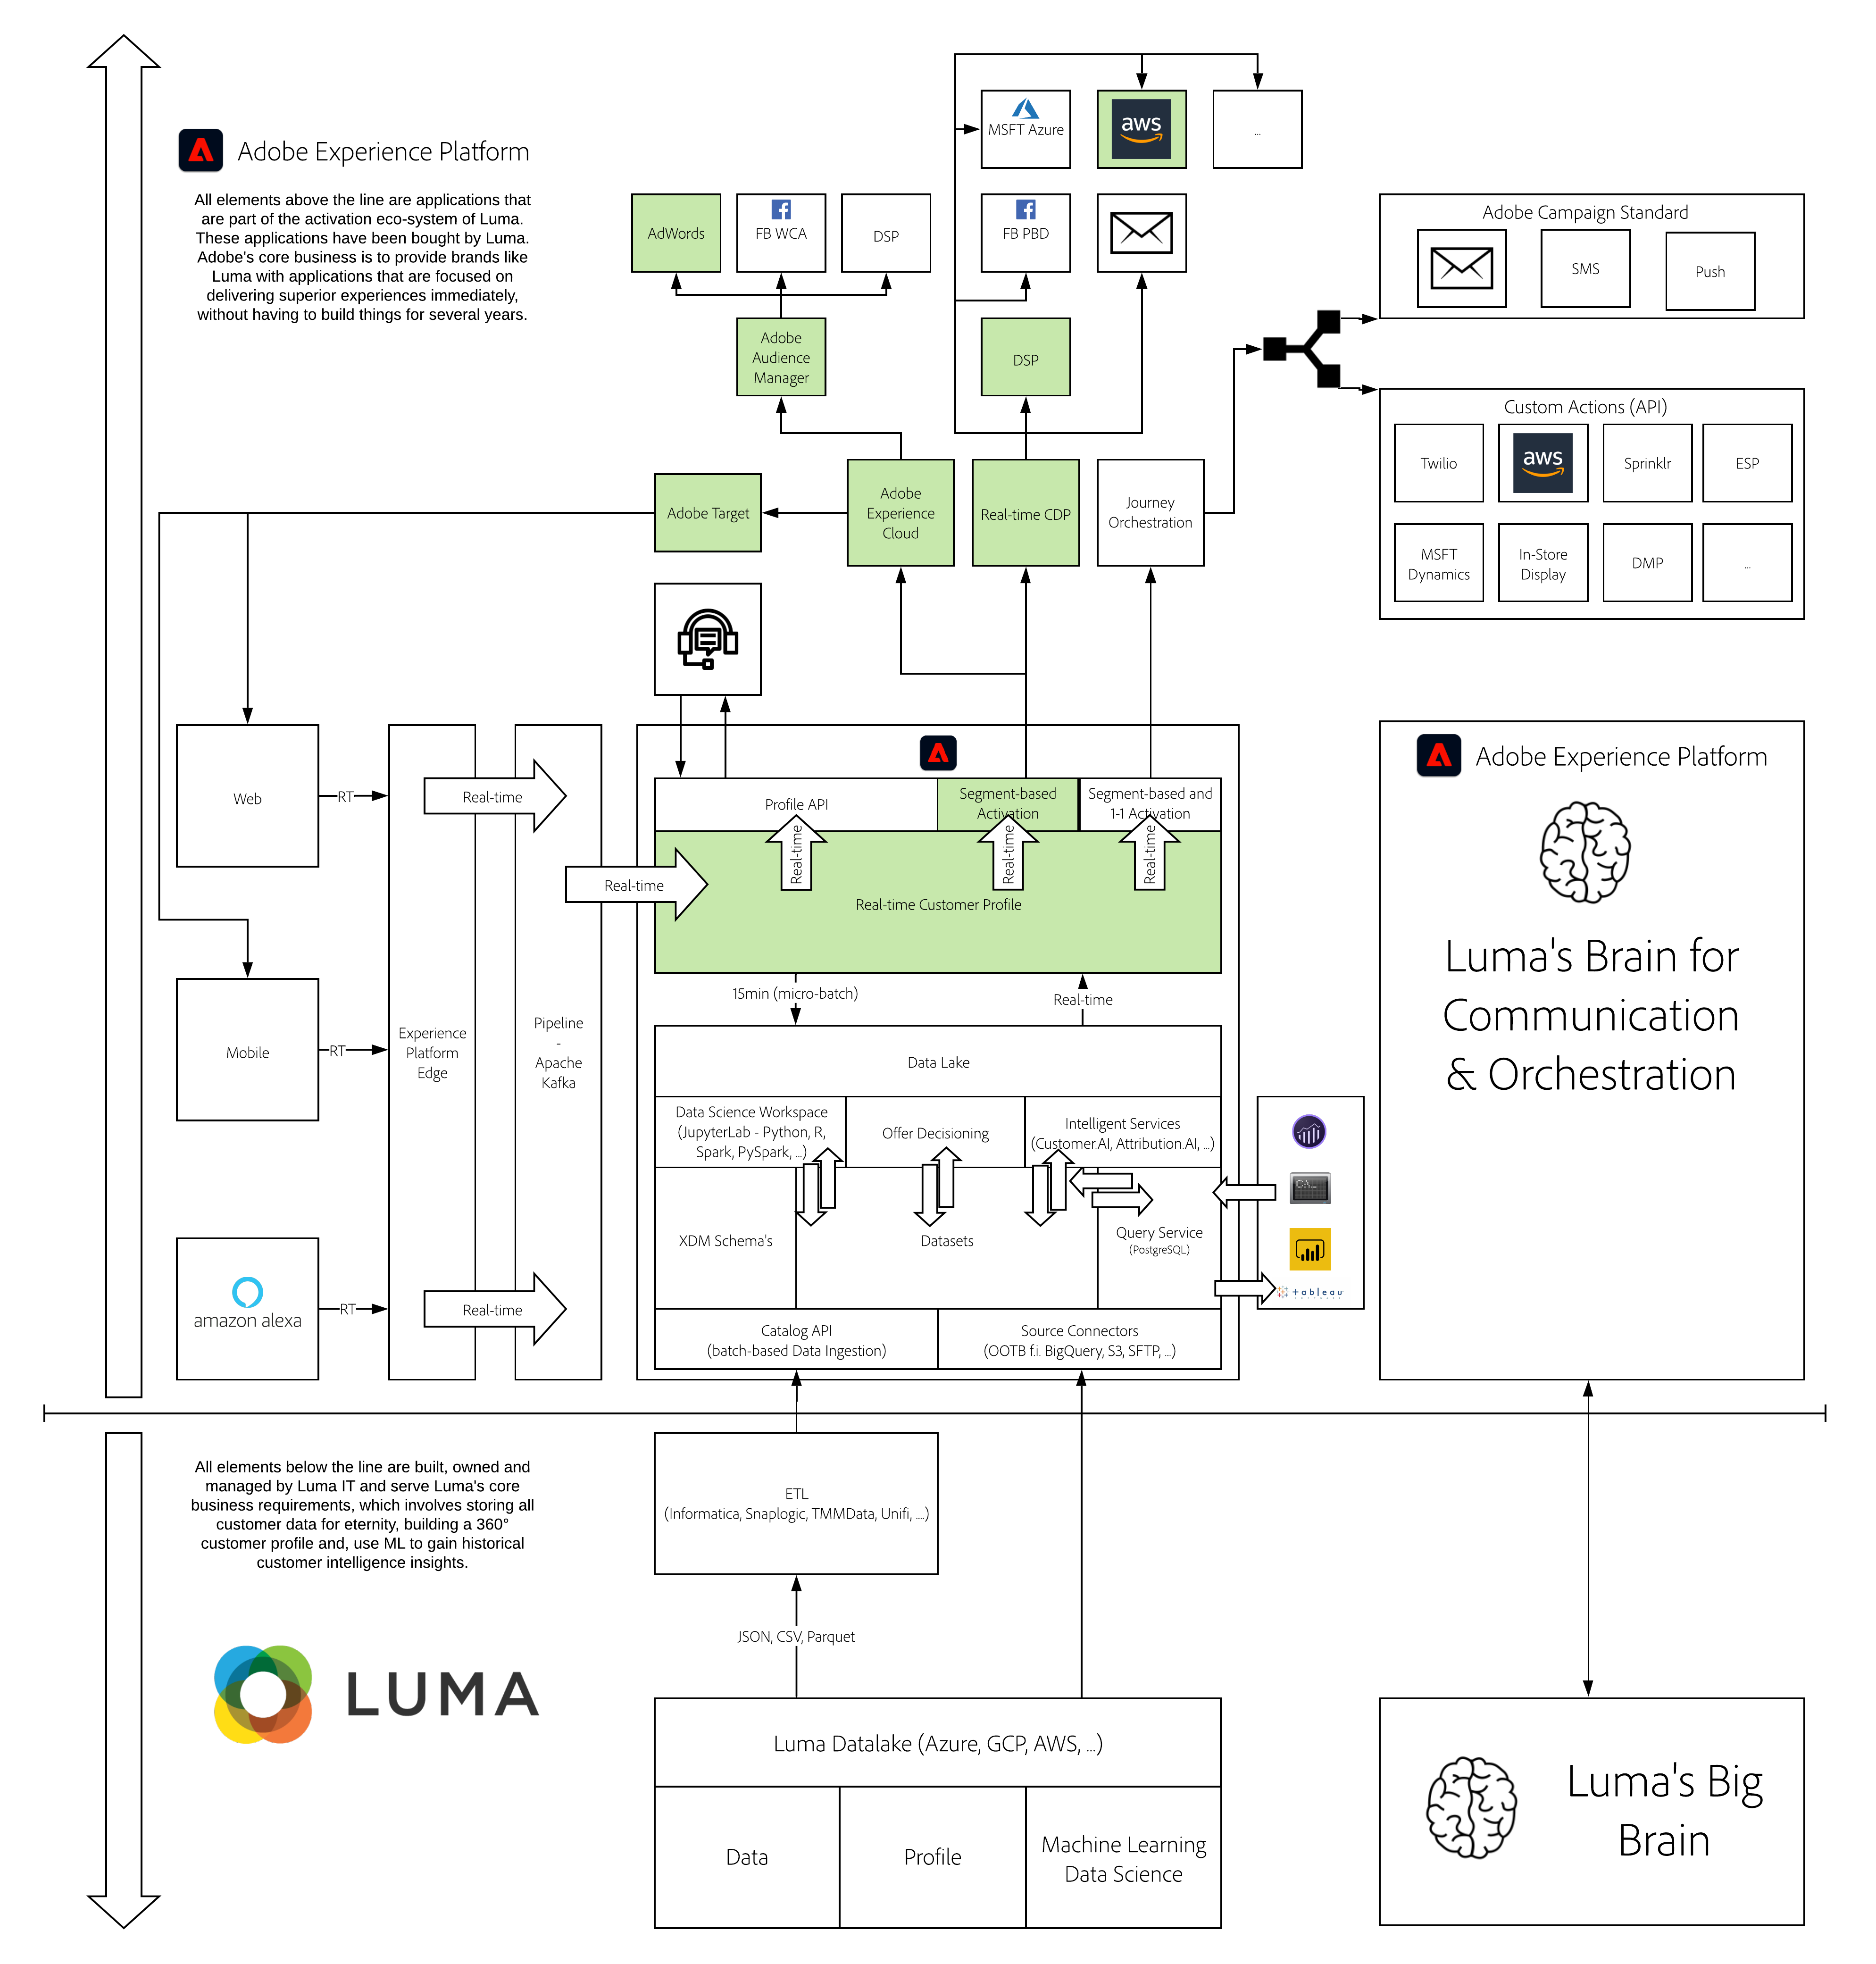 MSFT Azure
aws
...
Adobe Experience Platform
All elements above the line are applications that
are part of the activation eco-system of Luma.
These applications have been bought by Luma.
Adobe's core business is to provide brands like
Luma with applications that are focused on
delivering superior experiences immediately,
without having to build things for several years.
AdWords
FB WCA
DSP
FB PBD
Adobe Campaign Standard
SMS
Push
Adobe
Audience
Manager
DSP
Custom Actions (API)
Twilio
aws
Sprinklr
ESP
MSFT
Dynamics
In-Store
Display
DMP
...
Adobe Target
Adobe
Experience
Cloud
Real-time CDP
Journey
Orchestration
Web
RT
Real-time
Mobile
RT
Experience
Platform
Edge
Pipeline
-
Apache
Kafka
amazon alexa
RT
Real-time
Real-time
Profile API
Segment-based
Activation
Segment-based and
1-1 Activation
Real-time
Real-time
Real-time
Real-time Customer Profile
15min (micro-batch)
Real-time
Data Lake
Data Science Workspace
(JupyterLab - Python, R,
Spark, PySpark, ...)
Offer Decisioning
Intelligent Services
(Customer.AI, Attribution.AI, ...)
XDM Schema's
Datasets
Query Service
(PostgreSQL)
Catalog API
(batch-based Data Ingestion)
Source Connectors
(OOTB f.i. BigQuery, S3, SFTP, ...)
C:\_
+ableau
Adobe Experience Platform
Luma's Brain for
Communication
& Orchestration
All elements below the line are built, owned and
managed by Luma IT and serve Luma's core
business requirements, which involves storing all
customer data for eternity, building a 360°
customer profile and, use ML to gain historical
customer intelligence insights.
LUMA
ETL
(Informatica, Snaplogic, TMMData, Unifi, ....)
JSON, CSV, Parquet
Luma Datalake (Azure, GCP, AWS, ...)
Data
Profile
Machine Learning
Data Science
Luma's Big
Brain